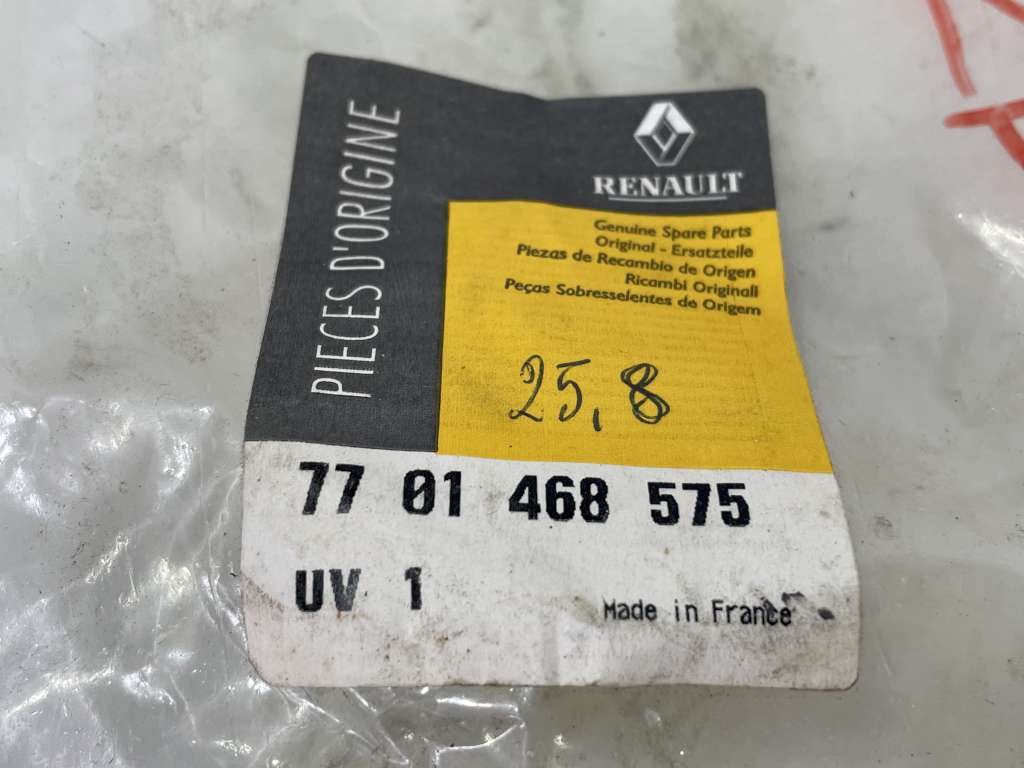 PIECES D'ORIGINE
RENAULT
Genuine Spare Parts
Original - Ersatzteile
Piezas de Recambio de Origen
Ricambi Originall
Peças Sobresselentes de Origem
25,8
77 01 468 575
UV 1
Made in France